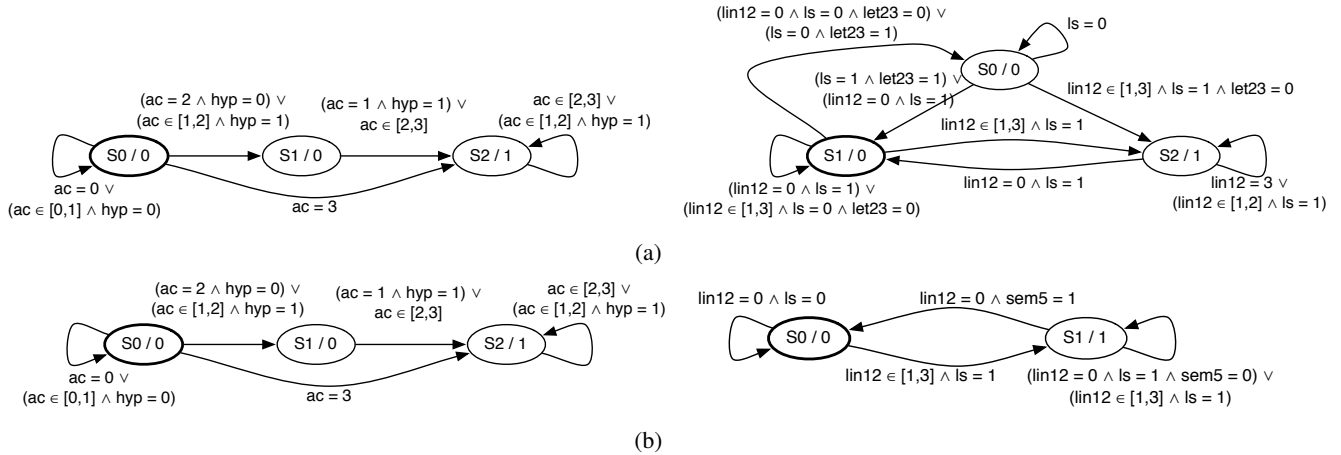 (ac = 2 ∧ hyp = 0) ∨
(ac ∈ [1,2] ∧ hyp = 1)
(ac = 1 ∧ hyp = 1) ∨
ac ∈ [2,3]
ac ∈ [2,3] ∨
(ac ∈ [1,2] ∧ hyp = 1)
S0 / 0
S1 / 0
S2 / 1
ac = 0 ∨
(ac ∈ [0,1] ∧ hyp = 0)
ac = 3
(lin12 = 0 ∧ ls = 0 ∧ let23 = 0) ∨
(ls = 0 ∧ let23 = 1)
ls = 0
S0 / 0
(ls = 1 ∧ let23 = 1) ∨
(lin12 = 0 ∧ ls = 1)
lin12 ∈ [1,3] ∧ ls = 1 ∧ let23 = 0
lin12 ∈ [1,3] ∧ ls = 1
S1 / 0
S2 / 1
lin12 = 0 ∧ ls = 1
(lin12 = 0 ∧ ls = 1) ∨
(lin12 ∈ [1,3] ∧ ls = 0 ∧ let23 = 0)
lin12 = 3 ∨
(lin12 ∈ [1,2] ∧ ls = 1)
(a)
(ac = 2 ∧ hyp = 0) ∨
(ac ∈ [1,2] ∧ hyp = 1)
(ac = 1 ∧ hyp = 1) ∨
ac ∈ [2,3]
ac ∈ [2,3] ∨
(ac ∈ [1,2] ∧ hyp = 1)
S0 / 0
S1 / 0
S2 / 1
ac = 0 ∨
(ac ∈ [0,1] ∧ hyp = 0)
ac = 3
lin12 = 0 ∧ ls = 0
lin12 = 0 ∧ sem5 = 1
S0 / 0
S1 / 1
lin12 ∈ [1,3] ∧ ls = 1
(lin12 = 0 ∧ ls = 1 ∧ sem5 = 0) ∨
(lin12 ∈ [1,3] ∧ ls = 1)
(b)